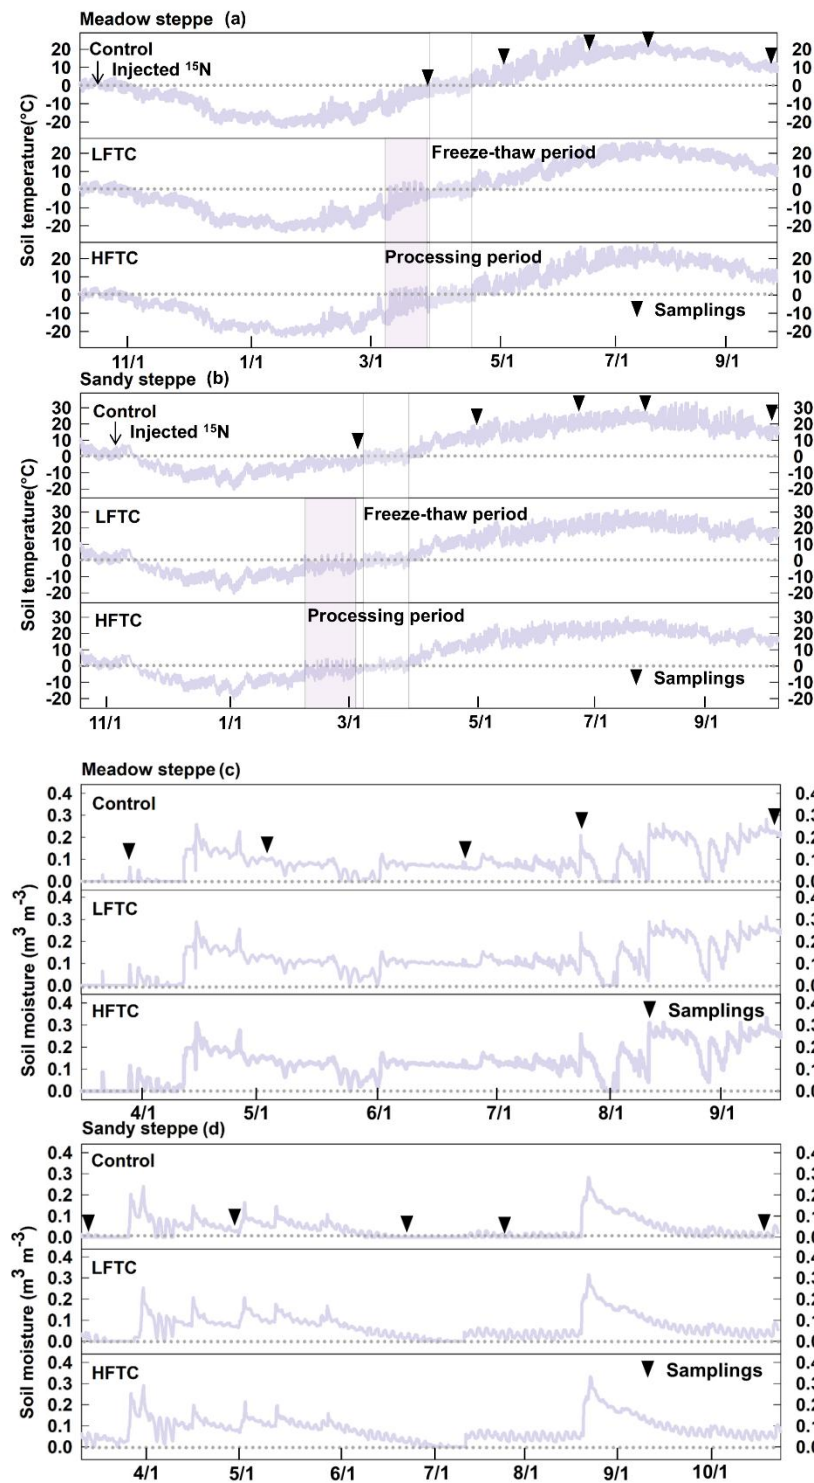 Meadow steppe (a)
Control
Injected ¹⁵N
20
10
0
-10
-20
20
10
0
-10
-20
LFTC
Freeze-thaw period
20
10
0
-10
-20
20
10
0
-10
-20
HFTC
Processing period
20
10
0
-10
-20
20
10
0
-10
-20
Samplings
Soil temperature(°C)
11/1 1/1 3/1 5/1 7/1 9/1
Sandy steppe (b)
Control
Injected ¹⁵N
30
20
10
0
-10
-20
30
20
10
0
-10
-20
LFTC
Freeze-thaw period
30
20
10
0
-10
-20
30
20
10
0
-10
-20
HFTC
Processing period
30
20
10
0
-10
-20
30
20
10
0
-10
-20
Samplings
Soil temperature(°C)
11/1 1/1 3/1 5/1 7/1 9/1
Meadow steppe (c)
Control
0.4
0.3
0.2
0.1
0.0
LFTC
0.4
0.3
0.2
0.1
0.0
HFTC
Samplings
0.4
0.3
0.2
0.1
0.0
Soil moisture (m³ m⁻³)
4/1 5/1 6/1 7/1 8/1 9/1
Sandy steppe (d)
Control
0.4
0.3
0.2
0.1
0.0
LFTC
0.4
0.3
0.2
0.1
0.0
HFTC
Samplings
0.4
0.3
0.2
0.1
0.0
Soil moisture (m³ m⁻³)
4/1 5/1 6/1 7/1 8/1 9/1 10/1